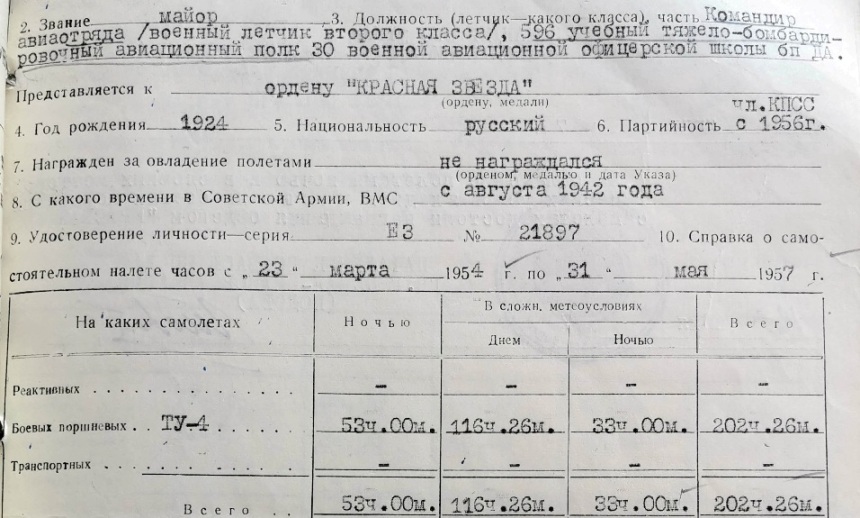 2. Звание майор 3. Должность (летчик—какого класса), часть Командир
авиаотряда /военный летчик второго класса/, 596 учебный тяжело-бомбарди-
ровочный авиационный полк 30 военной авиационной офицерской школы бп ДА.
Представляется к ордену "КРАСНАЯ ЗВЕЗДА"
(ордену, медали)
чл.КПСС
4. Год рождения 1924 5. Национальность русский 6. Партийность с 1956г.
7. Награжден за овладение полетами не награждался
(орденом, медалью и дата Указа)
8. С какого времени в Советской Армии, ВМС с августа 1942 года
9. Удостоверение личности—серия ЕЗ № 21897 10. Справка о само-
стоятельном налете часов с „23" марта 1954 г. по „31" мая 1957 г.
На каких самолетах Ночью В сложн. метеоусловиях Всего
Днем Ночью
Реактивных - - - -
Боевых поршневых ТУ-4 53ч.00м. 116ч.26м. 33ч.00м. 202ч.26м.
Транспортных - - - -
Всего 53ч.00м. 116ч.26м. 33ч.00м. 202ч.26м.